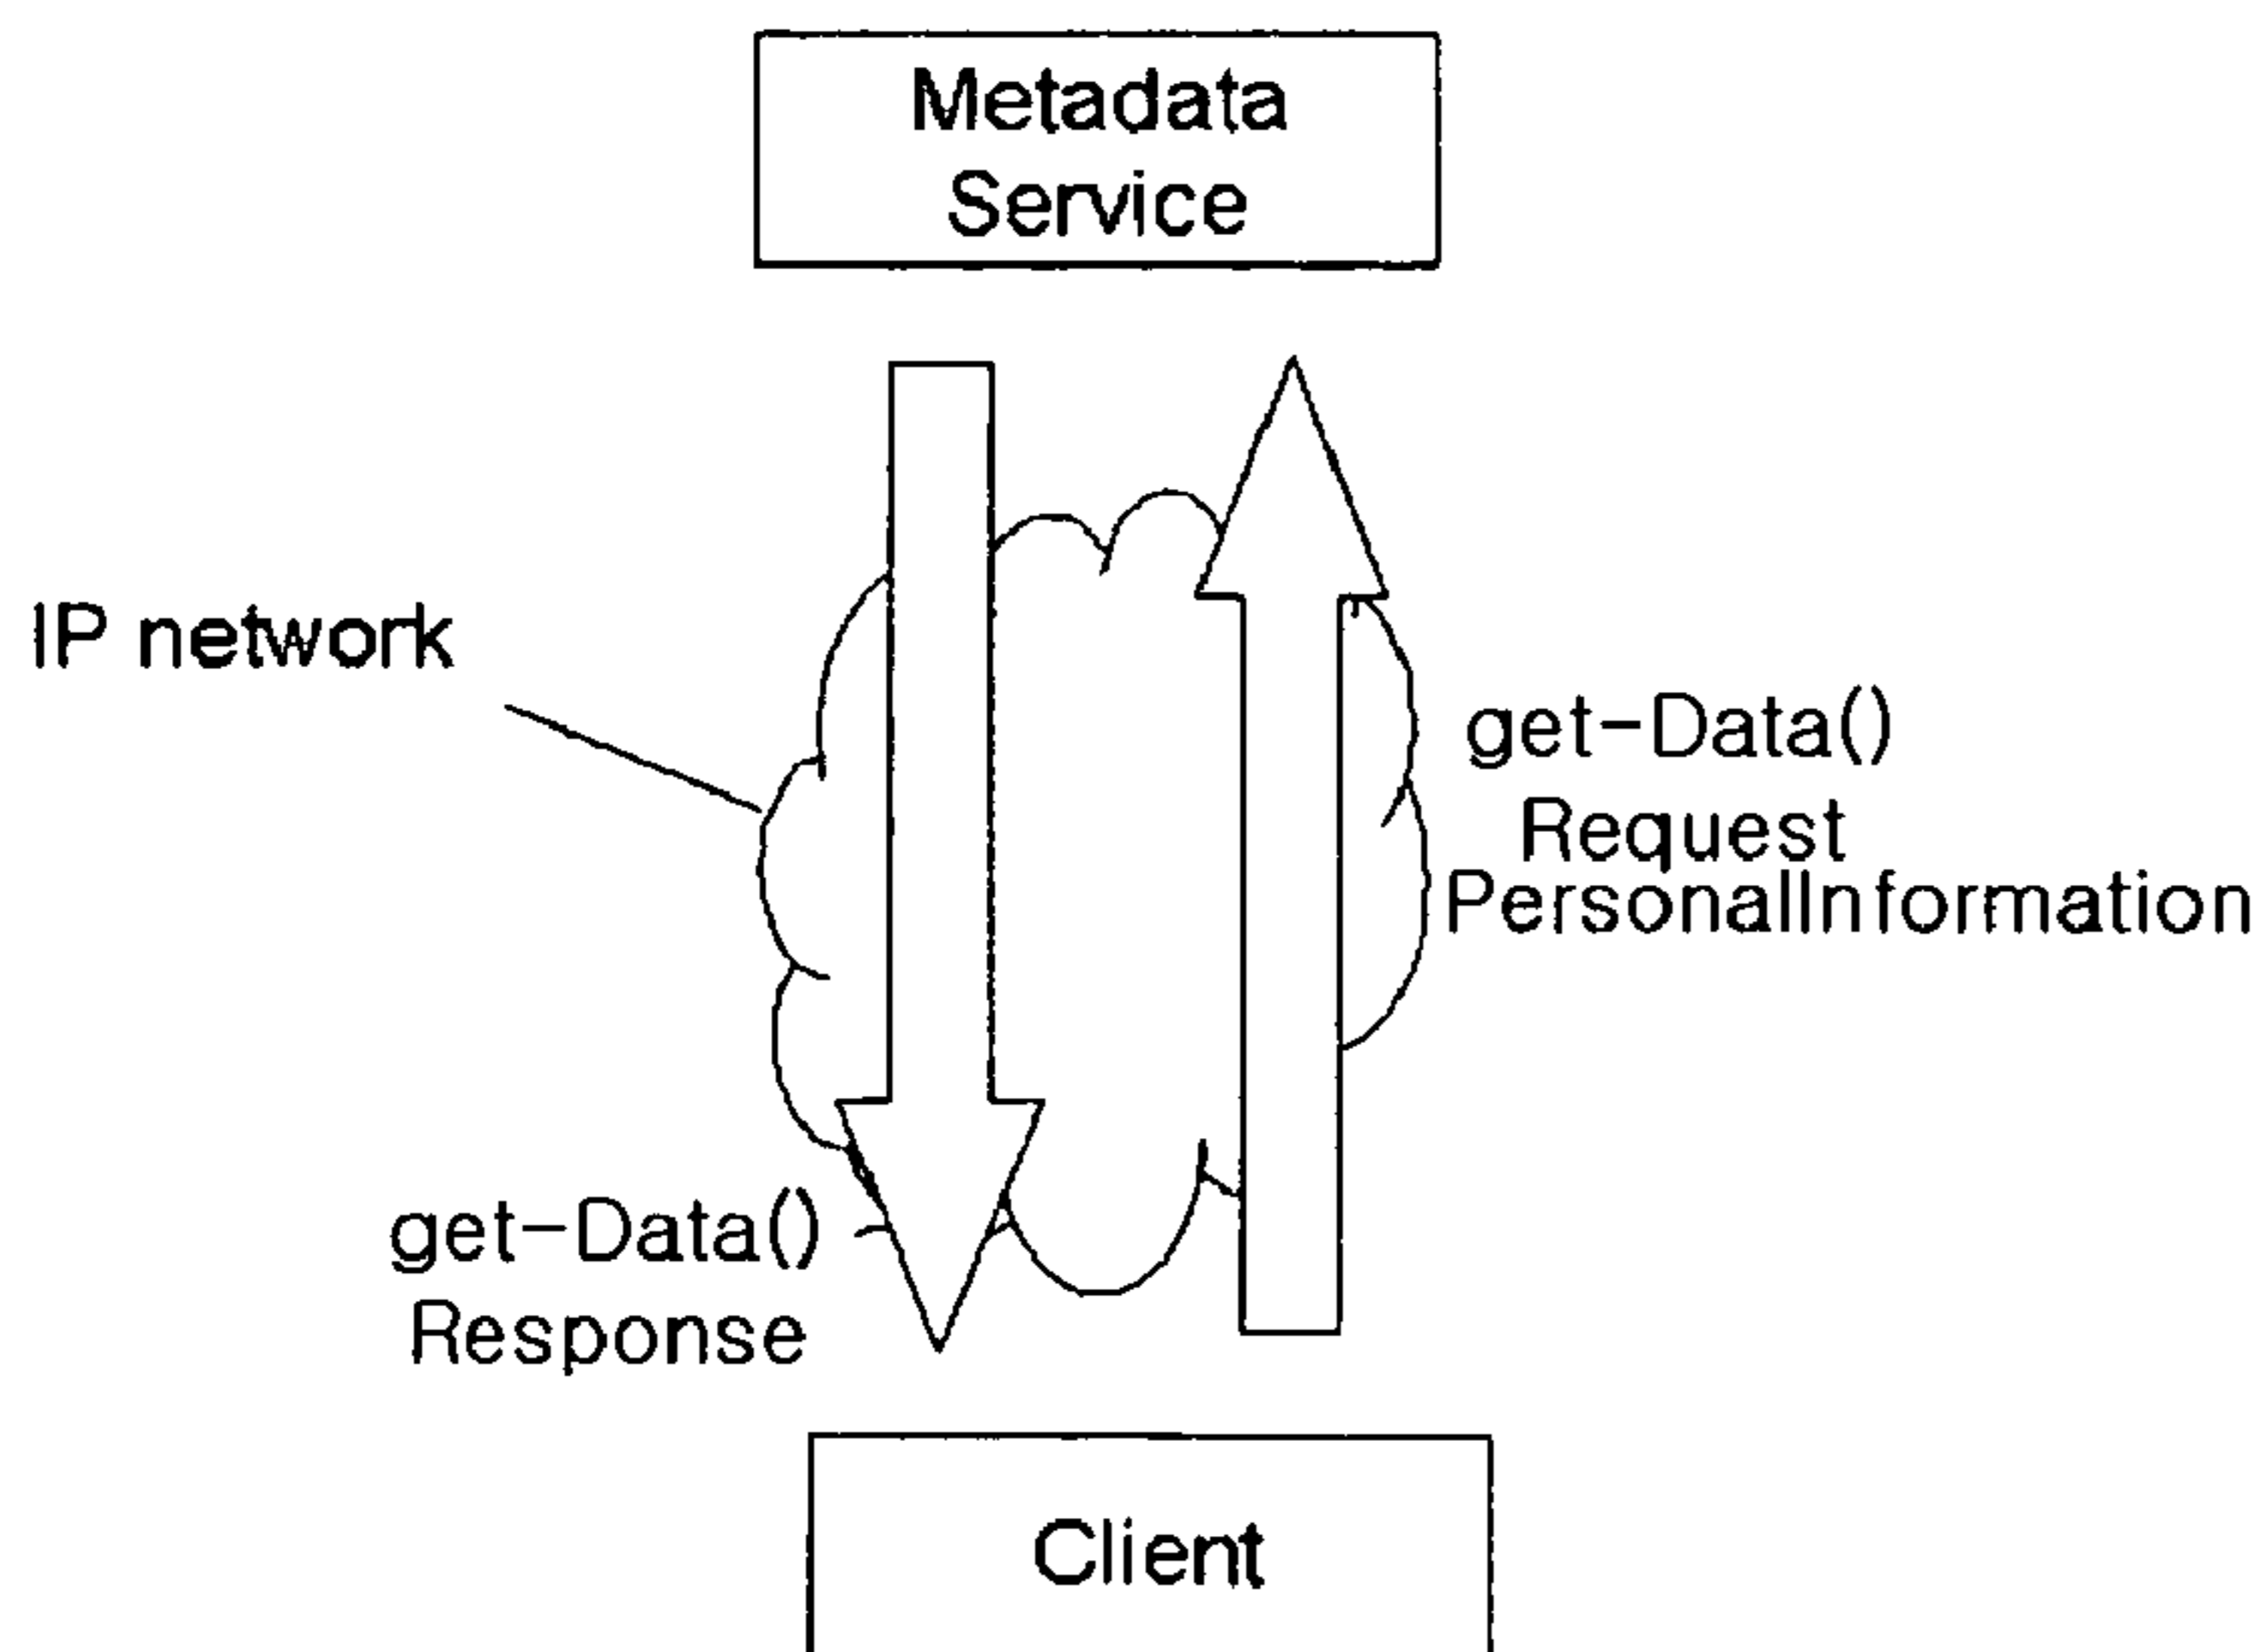 Metadata
Service
IP network
get-Data()
Request
PersonalInformation
get-Data()
Response
Client